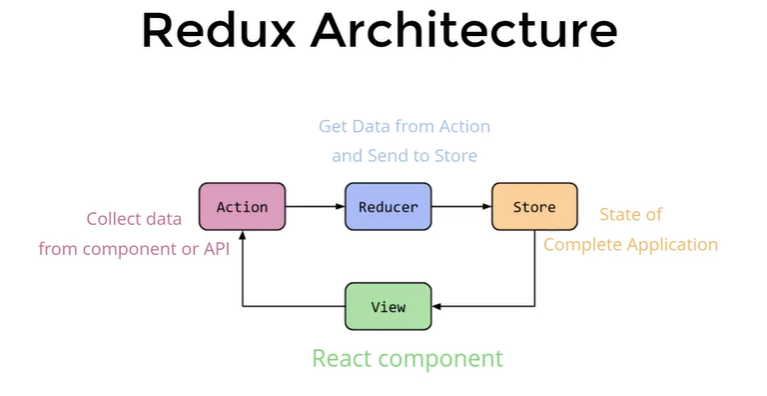 Redux Architecture
Get Data from Action
and Send to Store
Action
Reducer
Store
Collect data
from component or API
State of
Complete Application
View
React component